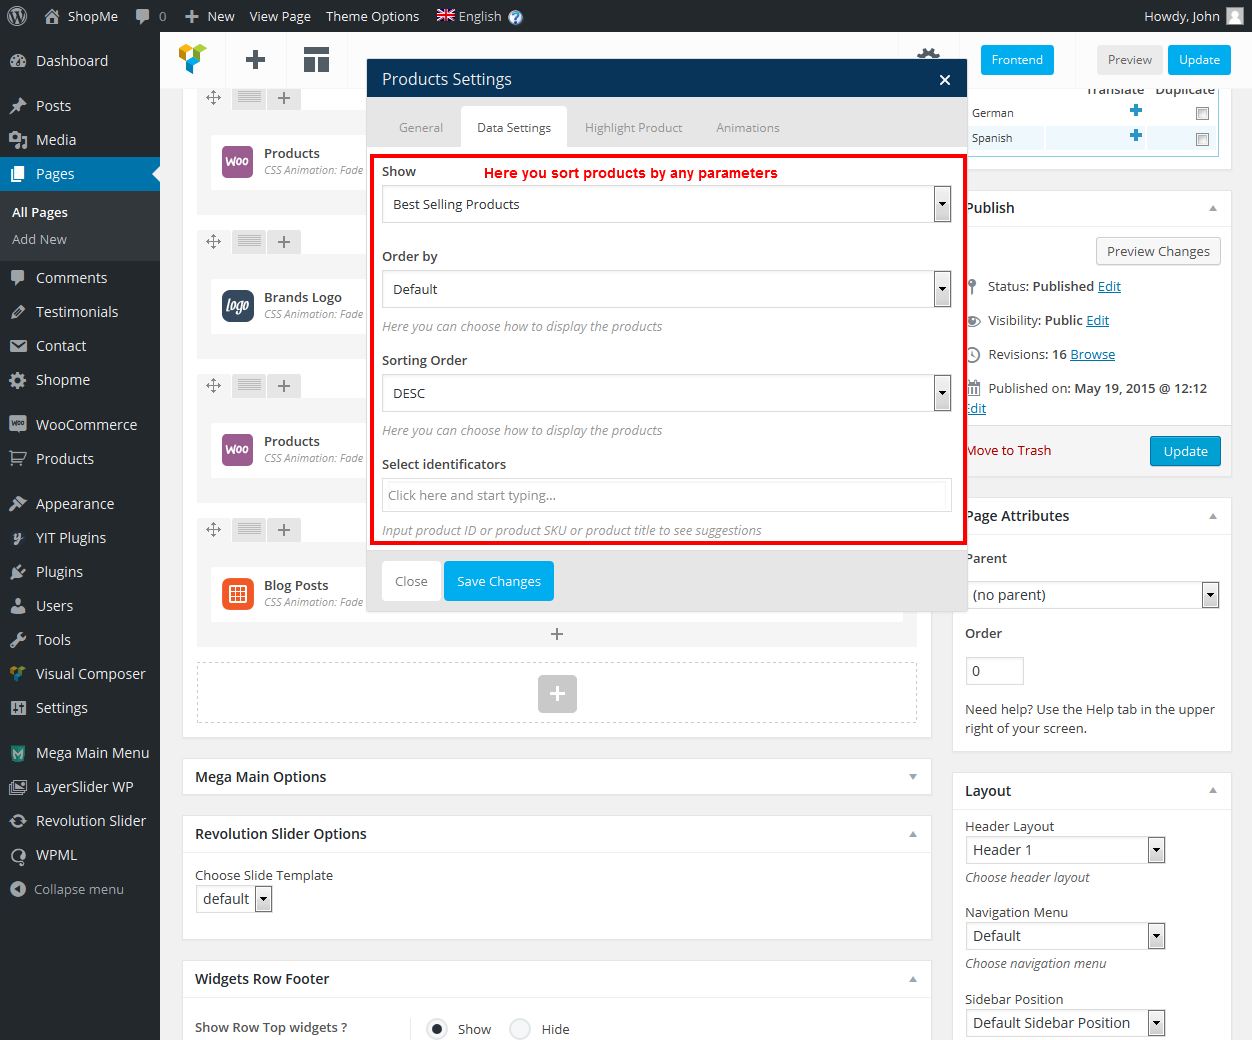 ShopMe
0
New
View Page
Theme Options
English
Howdy, John
Dashboard
Posts
Media
Pages
All Pages
Add New
Comments
Testimonials
Contact
Shopme
WooCommerce
Products
Appearance
YIT Plugins
Plugins
Users
Tools
Visual Composer
Settings
Mega Main Menu
LayerSlider WP
Revolution Slider
WPML
Collapse menu
Frontend
Preview
Update
Woo
Products
CSS Animation: Fade
logo
Brands Logo
CSS Animation: Fade
Woo
Products
CSS Animation: Fade
Blog Posts
CSS Animation: Fade
Products Settings
General
Data Settings
Highlight Product
Animations
Show
Here you sort products by any parameters
Best Selling Products
Order by
Default
Here you can choose how to display the products
Sorting Order
DESC
Here you can choose how to display the products
Select identificators
Click here and start typing...
Input product ID or product SKU or product title to see suggestions
Close
Save Changes
Mega Main Options
Revolution Slider Options
Choose Slide Template
default
Widgets Row Footer
Show Row Top widgets ?
Show
Hide
Translate Duplicate
German
Spanish
Publish
Preview Changes
Status: Published Edit
Visibility: Public Edit
Revisions: 16 Browse
Published on: May 19, 2015 @ 12:12
Edit
Move to Trash
Update
Page Attributes
Parent
(no parent)
Order
0
Need help? Use the Help tab in the upper
right of your screen.
Layout
Header Layout
Header 1
Choose header layout
Navigation Menu
Default
Choose navigation menu
Sidebar Position
Default Sidebar Position